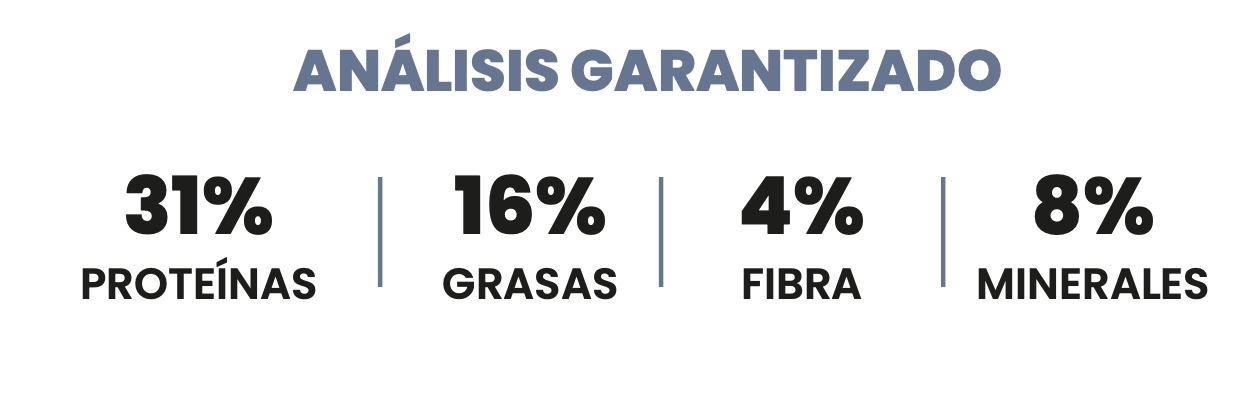 ANÁLISIS GARANTIZADO
31% 16% 4% 8%
PROTEÍNAS GRASAS FIBRA MINERALES